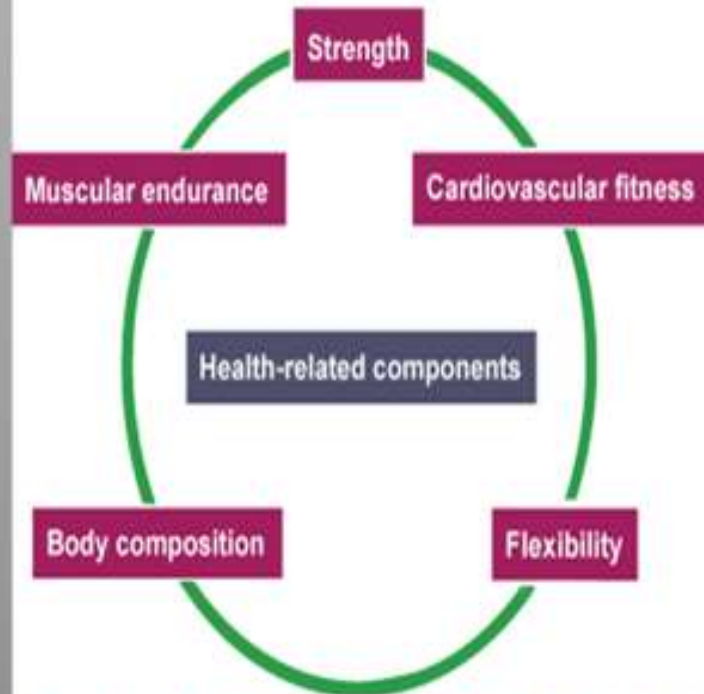 Strength
Muscular endurance
Cardiovascular fitness
Health-related components
Body composition
Flexibility